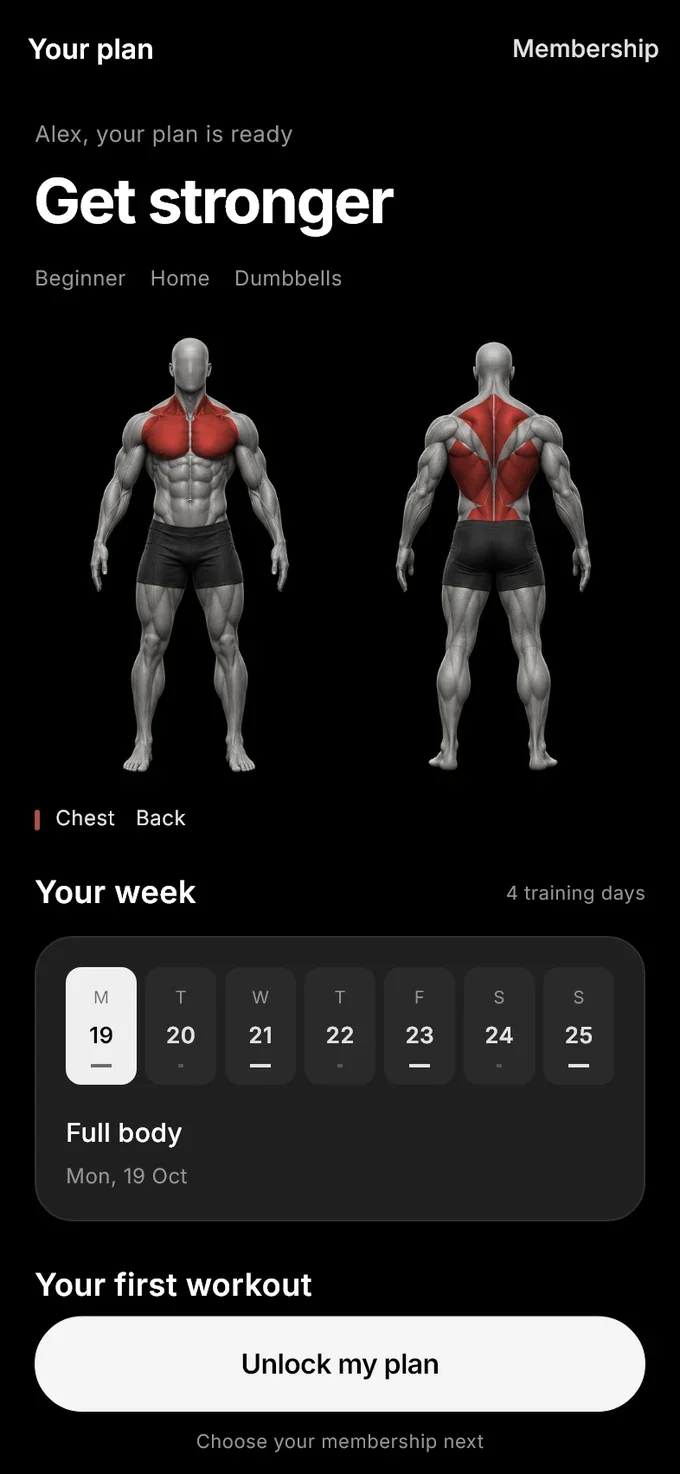 Your plan
Membership
Alex, your plan is ready
Get stronger
Beginner Home Dumbbells
Chest Back
Your week
4 training days
M T W T F S S
19 20 21 22 23 24 25
Full body
Mon, 19 Oct
Your first workout
Unlock my plan
Choose your membership next